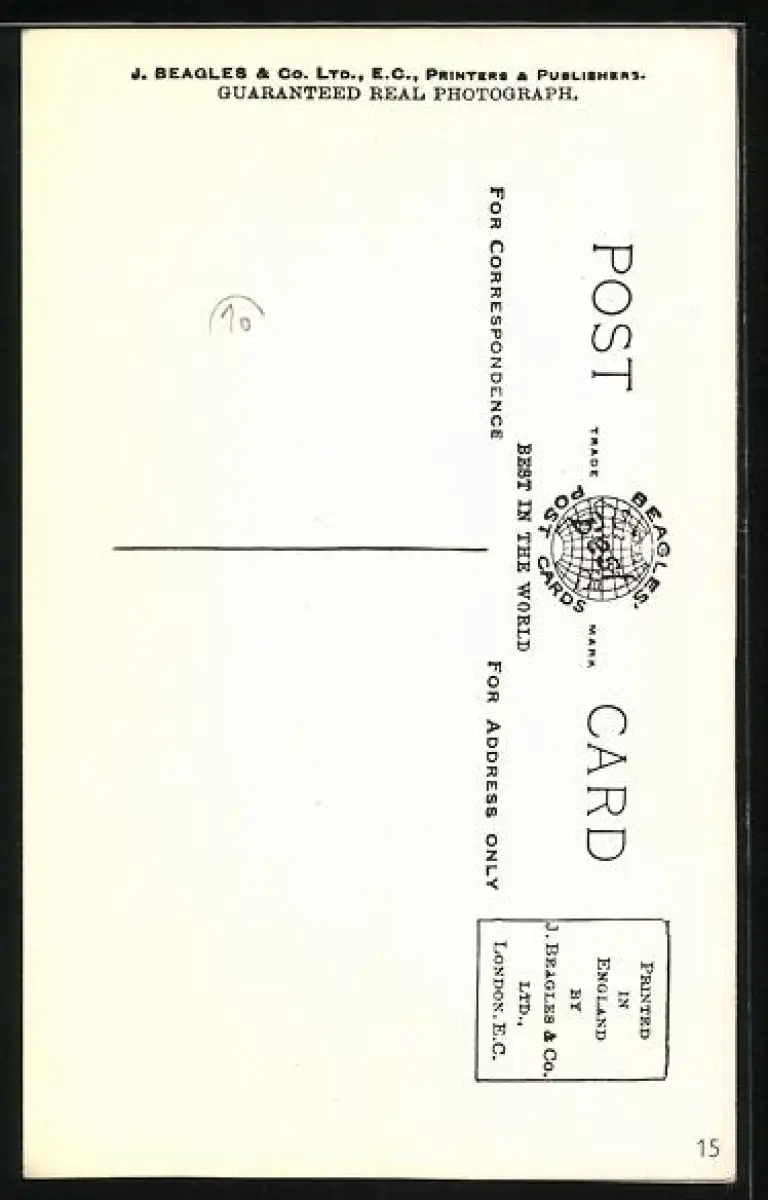 J. BEAGLES & Co. LTD., E.C., PRINTERS & PUBLISHERS.
GUARANTEED REAL PHOTOGRAPH.
POST CARD
TRADE MARK
BEAGLES'
Best
POST CARDS
BEST IN THE WORLD
FOR CORRESPONDENCE
FOR ADDRESS ONLY
PRINTED
IN
ENGLAND
BY
J. BEAGLES & Co.
LTD.,
LONDON. E.C.
10
15